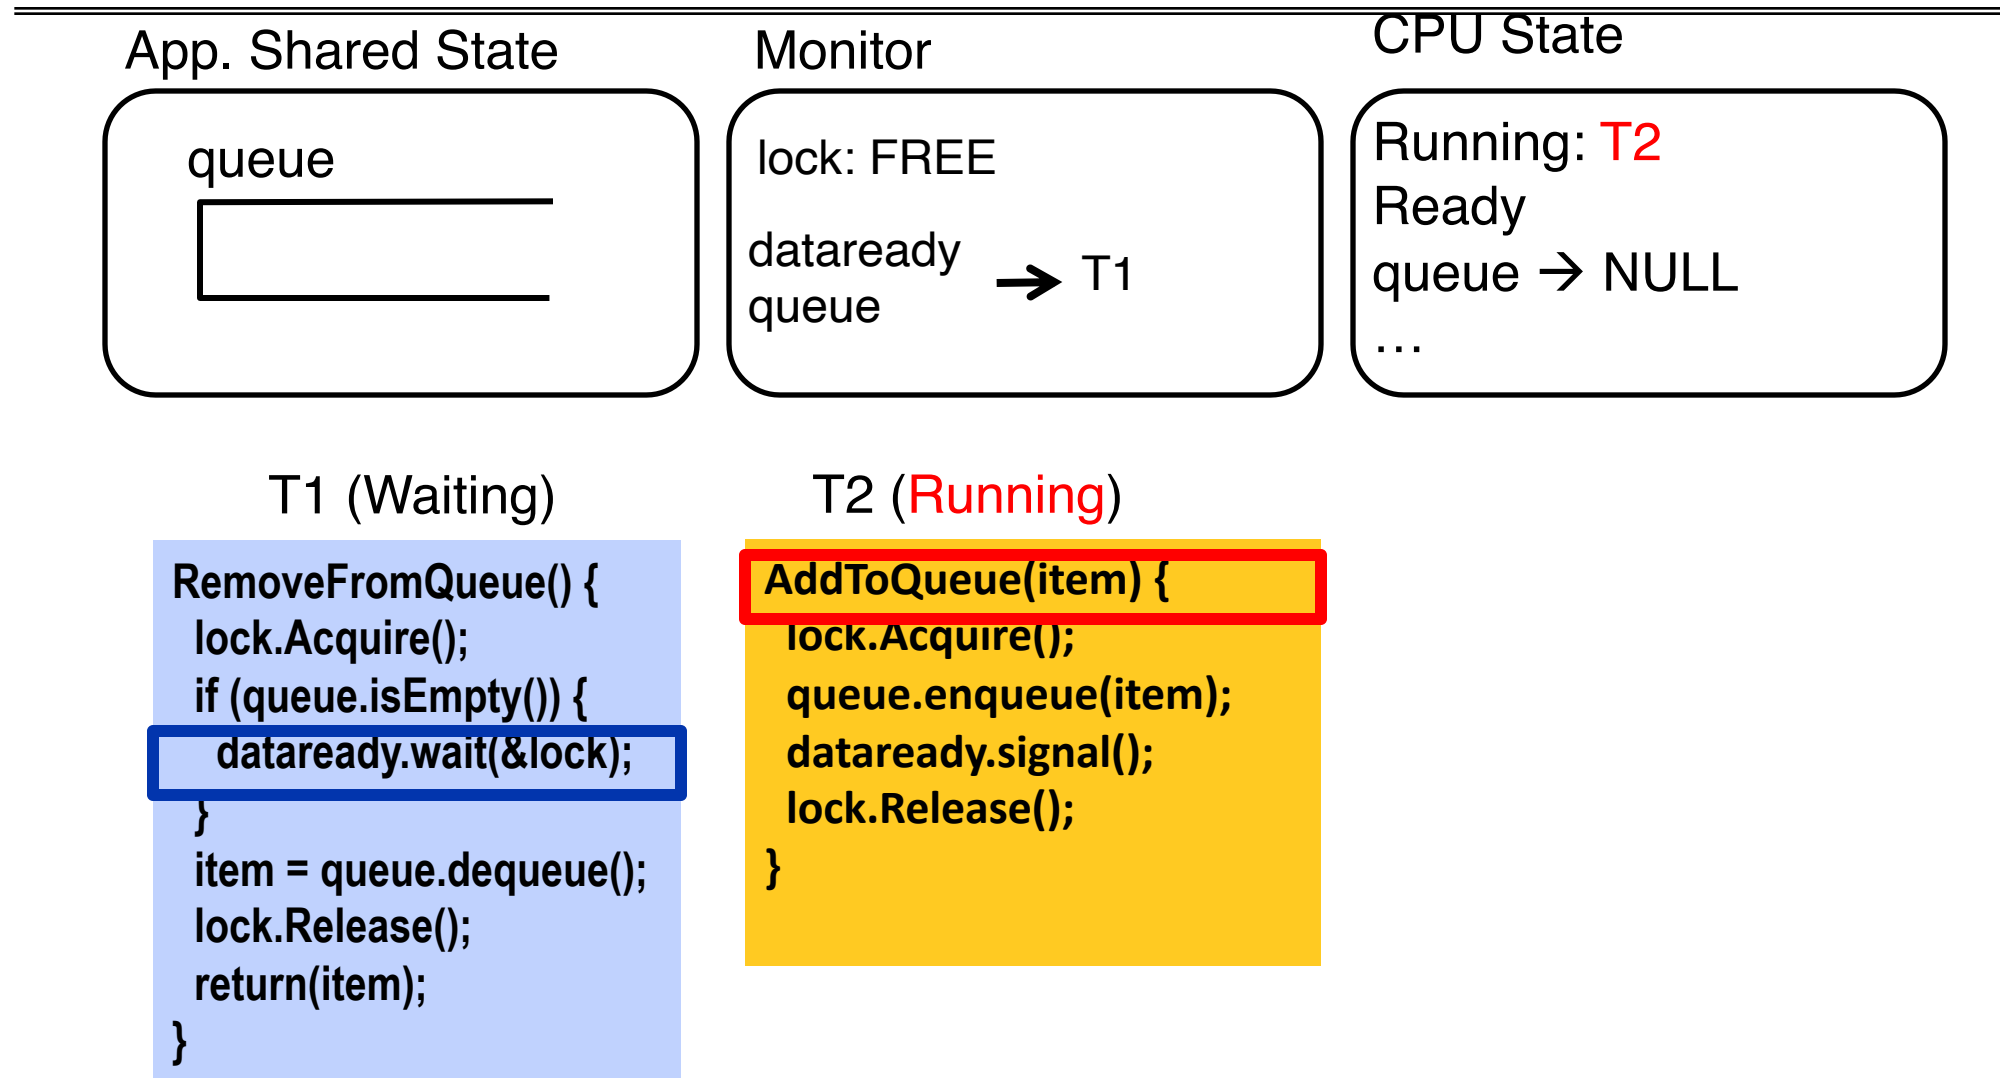 App. Shared State
Monitor
CPU State
queue
lock: FREE
dataready
queue
T1
Running: T2
Ready
queue → NULL
…
T1 (Waiting)
T2 (Running)
RemoveFromQueue() {
lock.Acquire();
if (queue.isEmpty()) {
dataready.wait(&lock);
}
item = queue.dequeue();
lock.Release();
return(item);
}
AddToQueue(item) {
lock.Acquire();
queue.enqueue(item);
dataready.signal();
lock.Release();
}